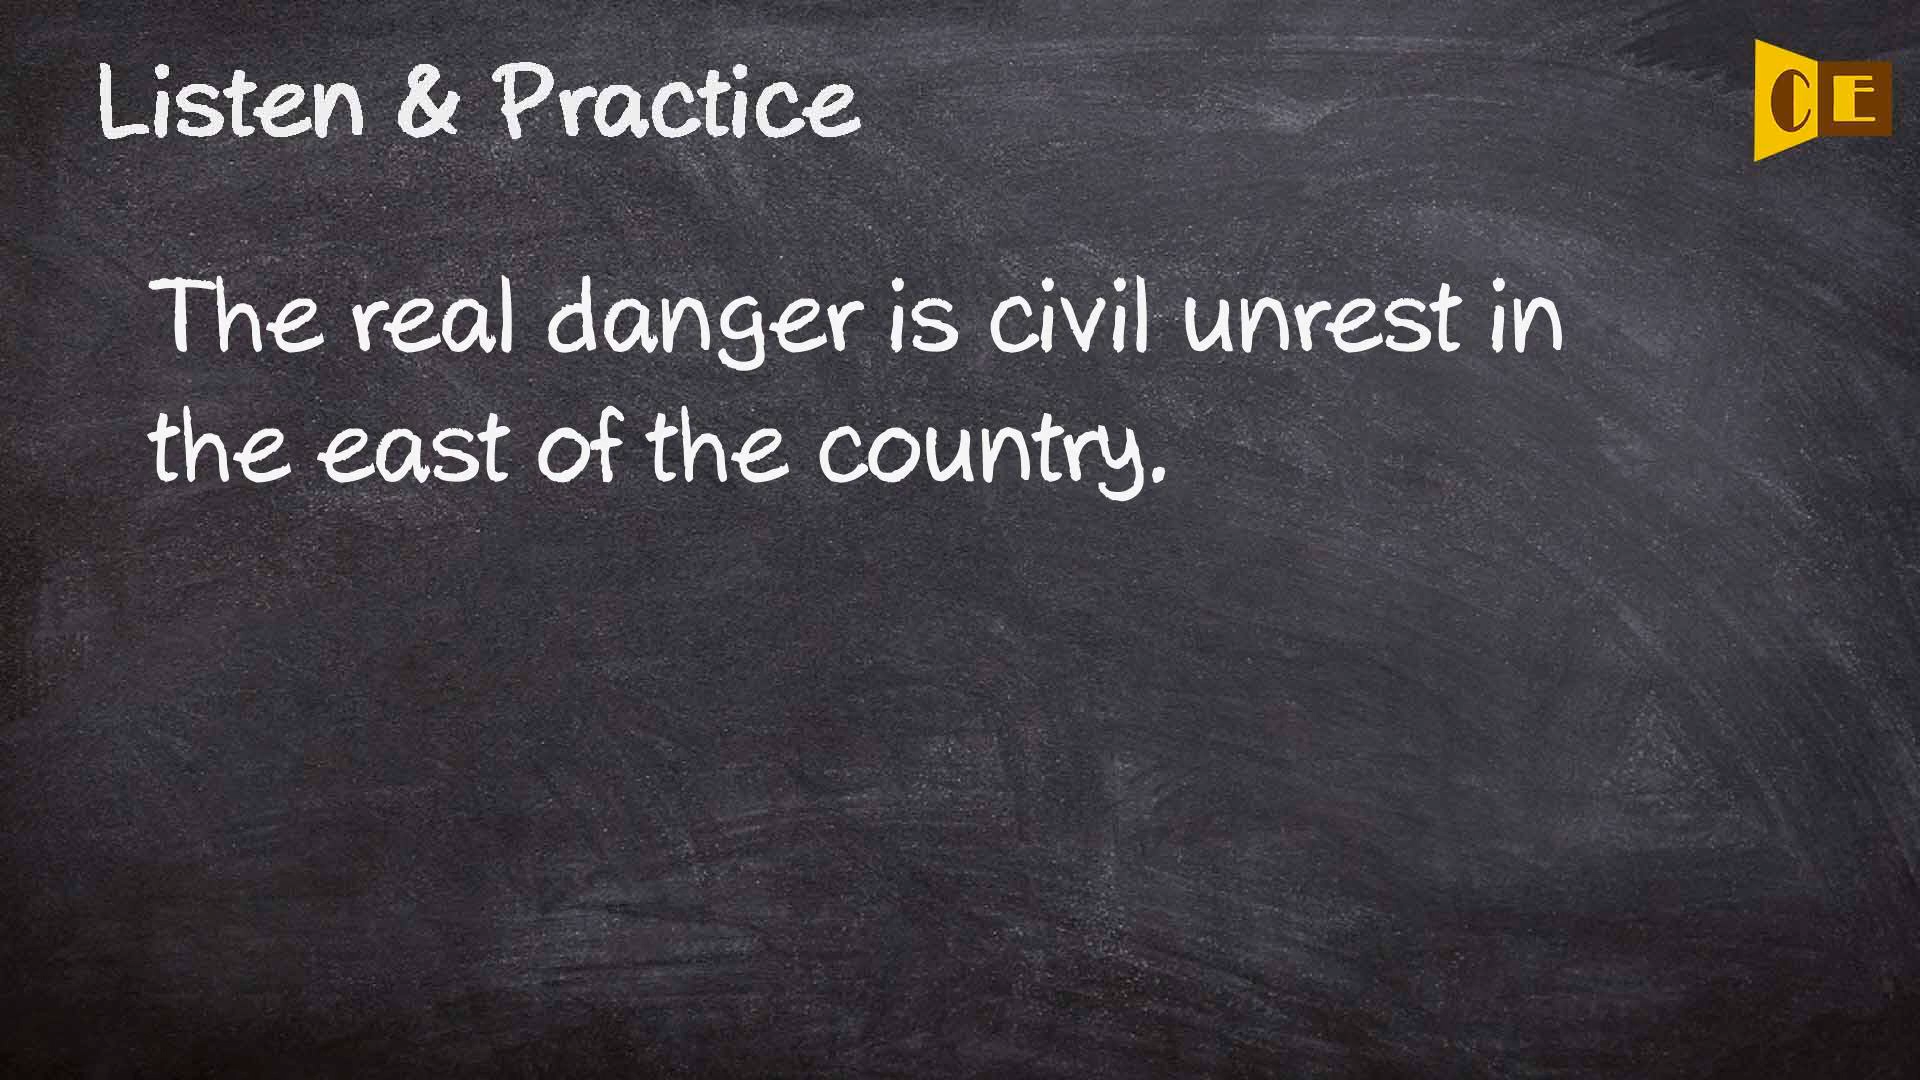 Listen & Practice
CE
The real danger is civil unrest in
the east of the country.